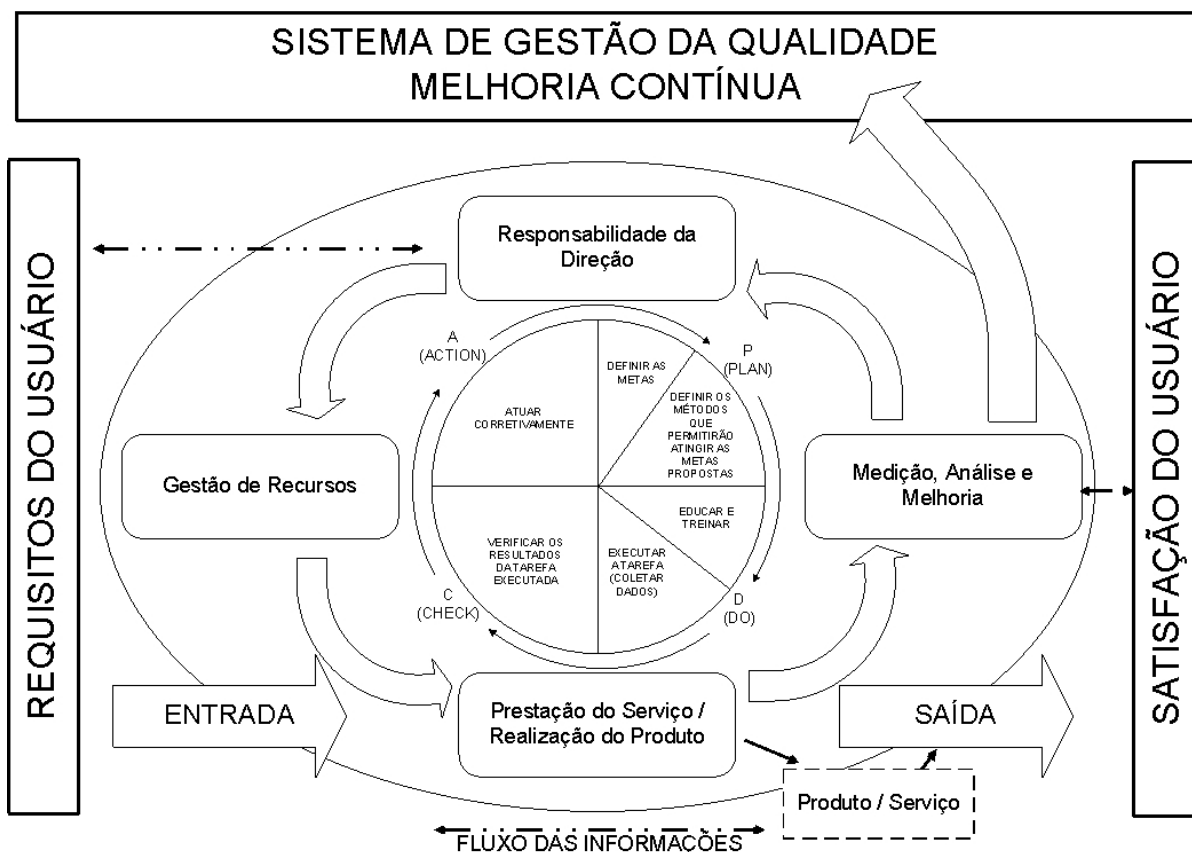 SISTEMA DE GESTÃO DA QUALIDADE
MELHORIA CONTÍNUA
REQUISITOS DO USUÁRIO
SATISFAÇÃO DO USUÁRIO
Responsabilidade da
Direção
A
(ACTION)
P
(PLAN)
DEFINIR AS
METAS
DEFINIR OS
MÉTODOS
QUE
PERMITIRÃO
ATINGIR AS
METAS
PROPOSTAS
ATUAR
CORRETIVAMENTE
Gestão de Recursos
Medição, Análise e
Melhoria
EDUCAR E
TREINAR
VERIFICAR OS
RESULTADOS
DATAREFA
EXECUTADA
EXECUTAR
ATAREFA
(COLETAR
DADOS)
C
(CHECK)
D
(DO)
ENTRADA
Prestação do Serviço /
Realização do Produto
SAÍDA
Produto / Serviço
FLUXO DAS INFORMAÇÕES